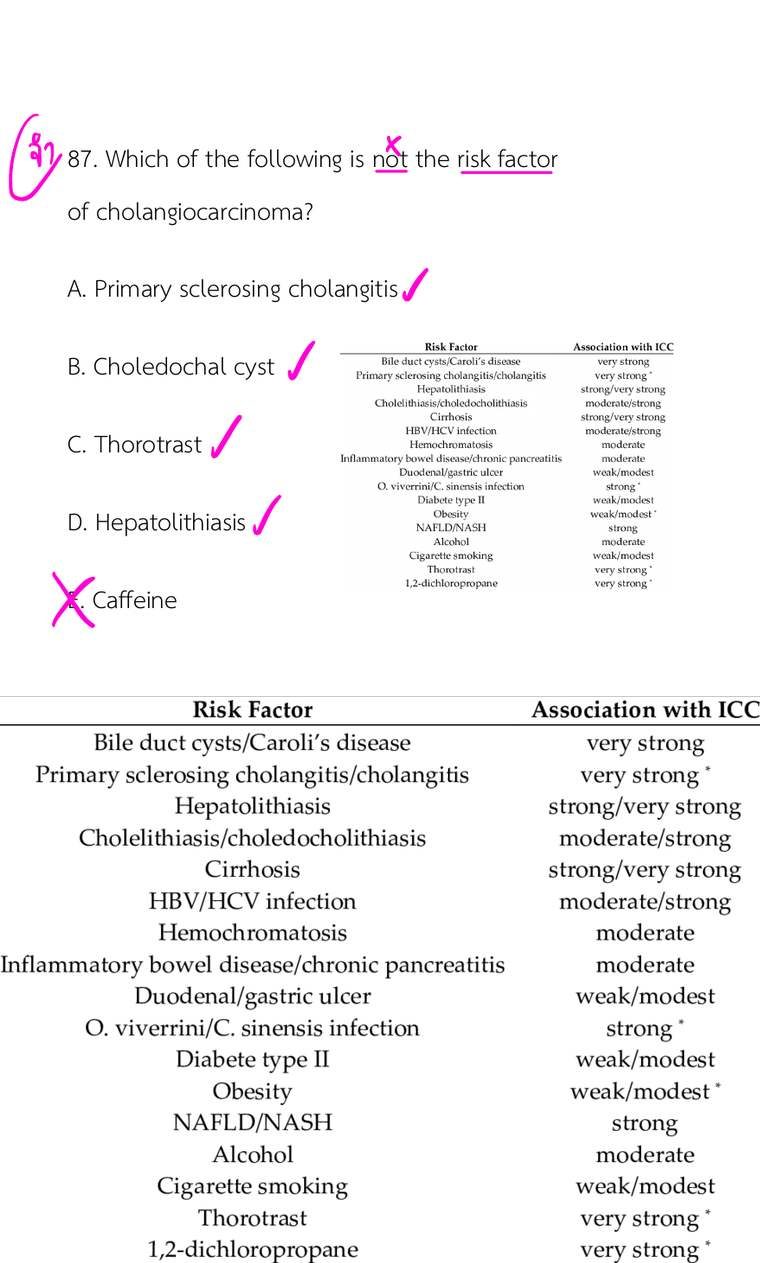 จำ
87. Which of the following is not the risk factor
of cholangiocarcinoma?
A. Primary sclerosing cholangitis
B. Choledochal cyst
C. Thorotrast
D. Hepatolithiasis
E. Caffeine
Risk Factor Association with ICC
Bile duct cysts/Caroli's disease very strong
Primary sclerosing cholangitis/cholangitis very strong *
Hepatolithiasis strong/very strong
Cholelithiasis/choledocholithiasis moderate/strong
Cirrhosis strong/very strong
HBV/HCV infection moderate/strong
Hemochromatosis moderate
Inflammatory bowel disease/chronic pancreatitis moderate
Duodenal/gastric ulcer weak/modest
O. viverrini/C. sinensis infection strong *
Diabete type II weak/modest
Obesity weak/modest *
NAFLD/NASH strong
Alcohol moderate
Cigarette smoking weak/modest
Thorotrast very strong *
1,2-dichloropropane very strong *
Risk Factor Association with ICC
Bile duct cysts/Caroli's disease very strong
Primary sclerosing cholangitis/cholangitis very strong *
Hepatolithiasis strong/very strong
Cholelithiasis/choledocholithiasis moderate/strong
Cirrhosis strong/very strong
HBV/HCV infection moderate/strong
Hemochromatosis moderate
Inflammatory bowel disease/chronic pancreatitis moderate
Duodenal/gastric ulcer weak/modest
O. viverrini/C. sinensis infection strong *
Diabete type II weak/modest
Obesity weak/modest *
NAFLD/NASH strong
Alcohol moderate
Cigarette smoking weak/modest
Thorotrast very strong *
1,2-dichloropropane very strong *